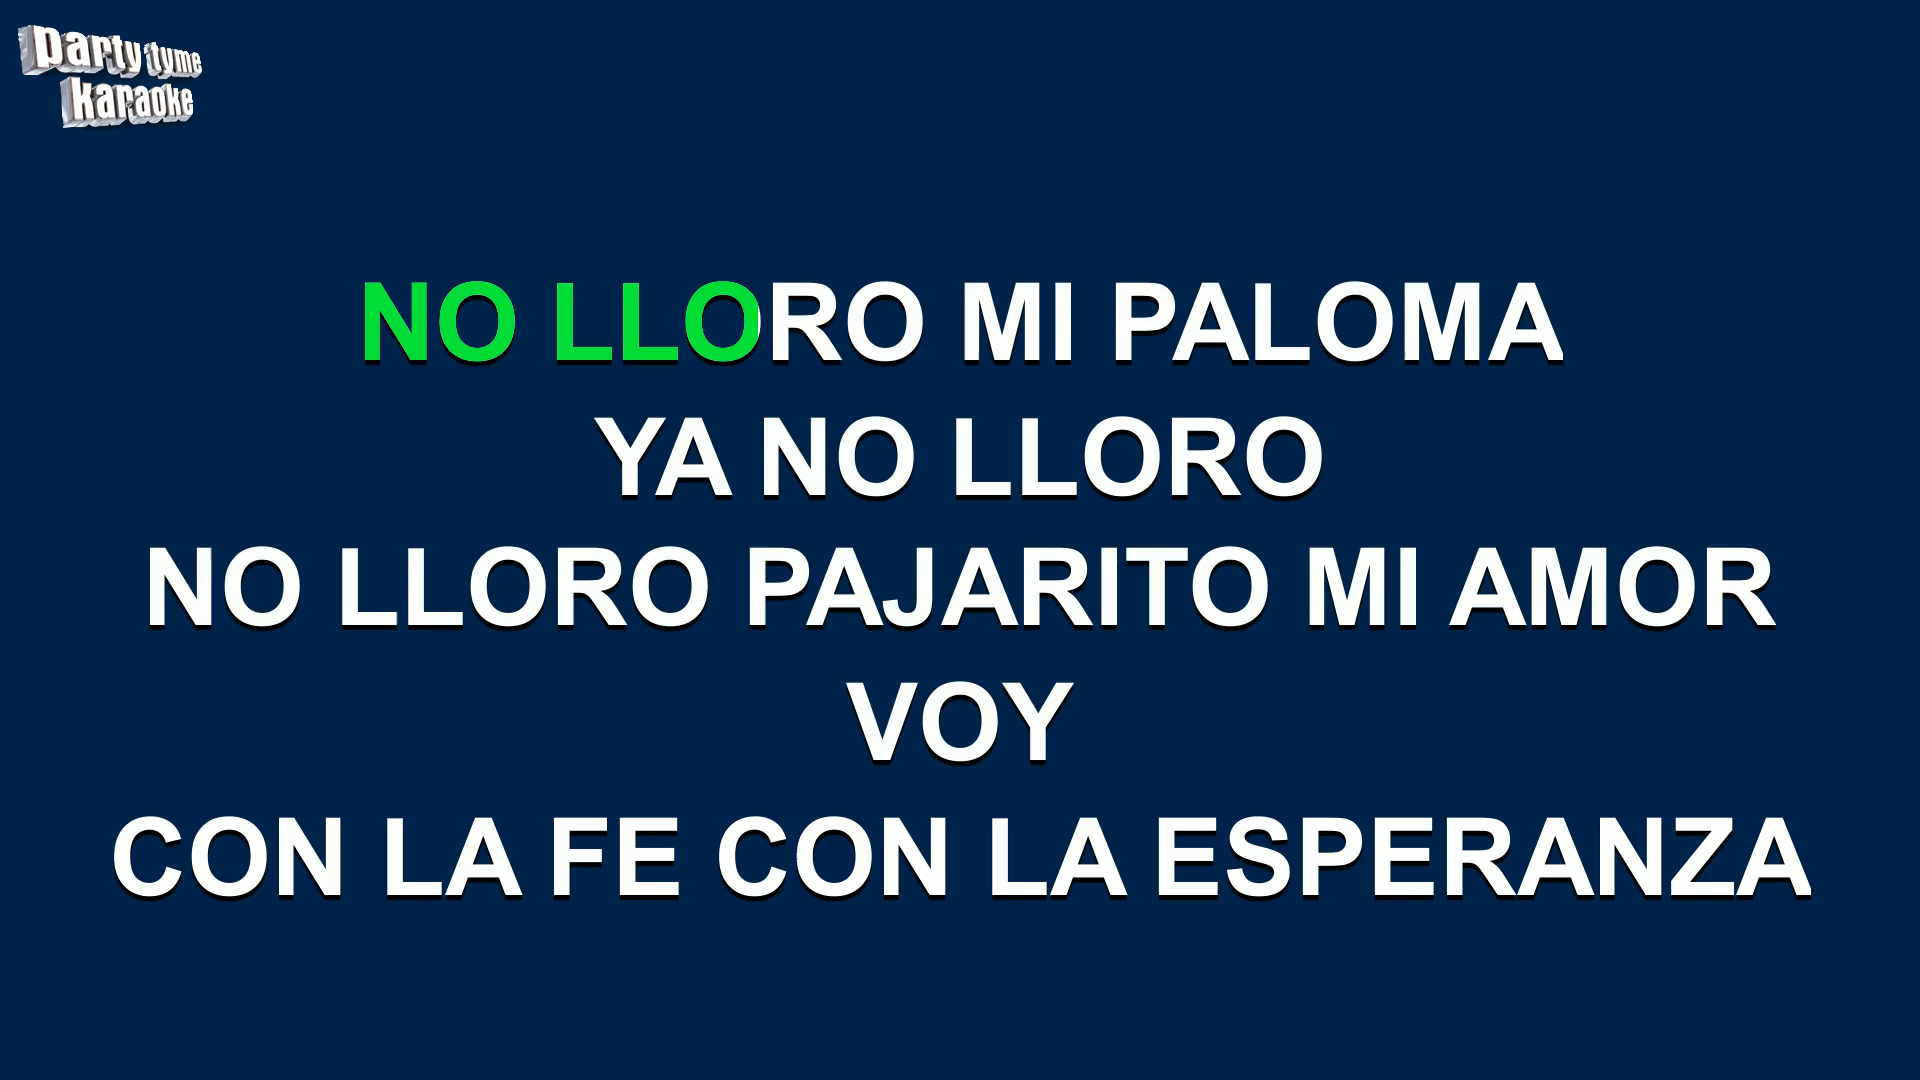 party tyme
karaoke
NO LLORO MI PALOMA
YA NO LLORO
NO LLORO PAJARITO MI AMOR
VOY
CON LA FE CON LA ESPERANZA